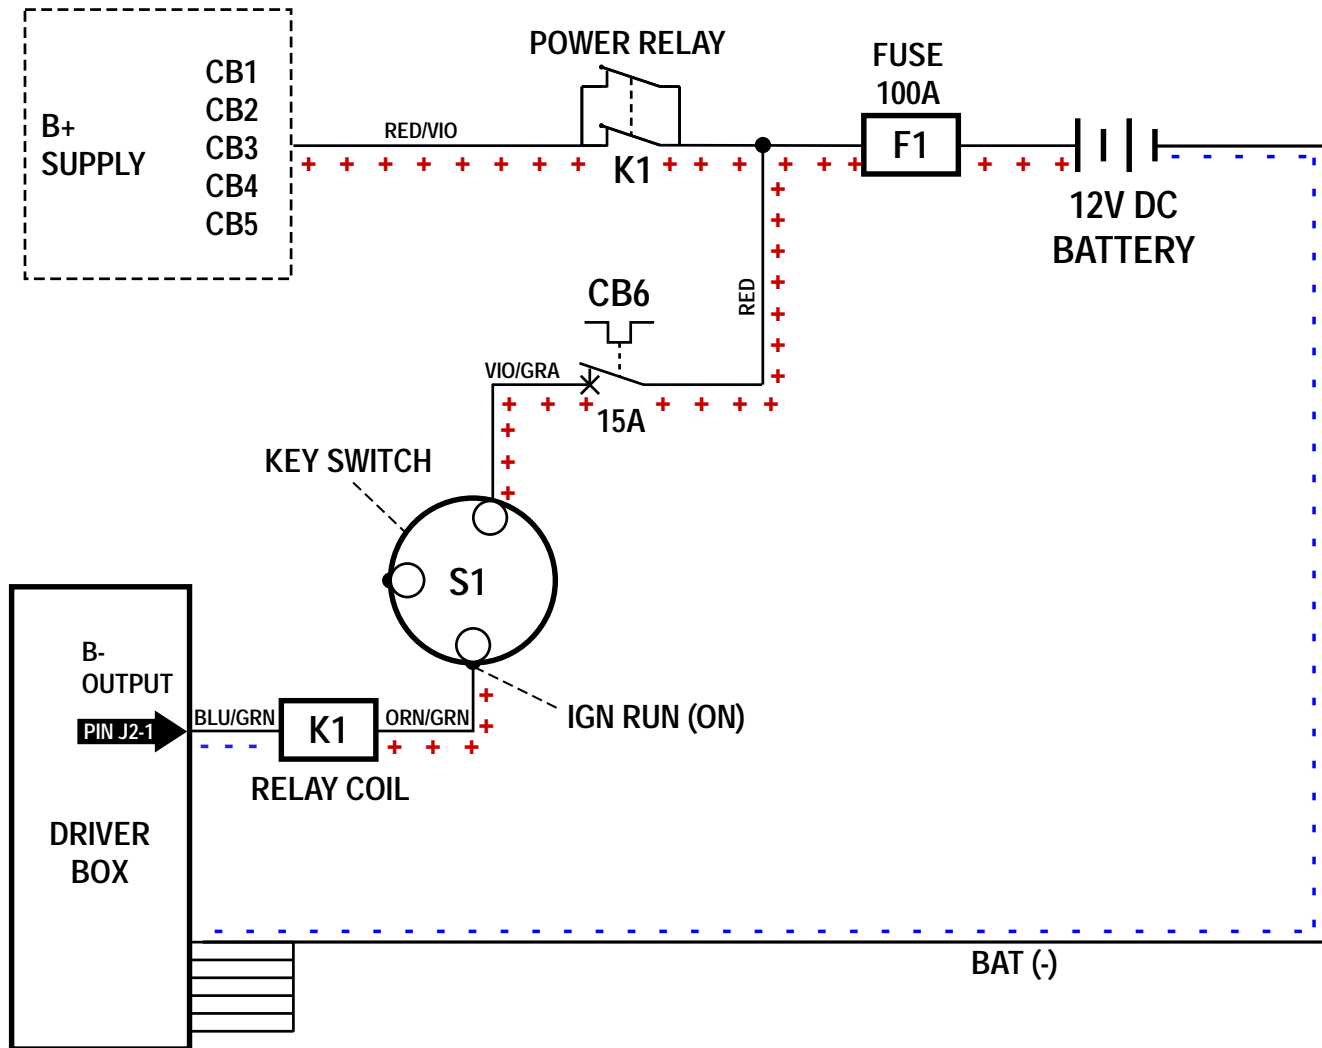 B+
SUPPLY
CB1
CB2
CB3
CB4
CB5
RED/VIO
POWER RELAY
K1
FUSE
100A
F1
12V DC
BATTERY
RED
CB6
VIO/GRA
15A
KEY SWITCH
S1
IGN RUN (ON)
B-
OUTPUT
PIN J2-1
BLU/GRN
K1
ORN/GRN
RELAY COIL
DRIVER
BOX
BAT (-)